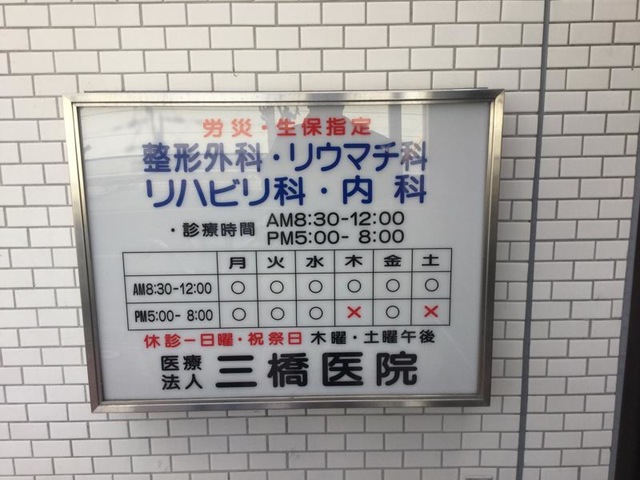 労災・生保指定
整形外科・リウマチ科
リハビリ科・内科
・診療時間 AM8:30-12:00
PM5:00- 8:00
月 火 水 木 金 土
AM8:30-12:00 ○ ○ ○ ○ ○ ○
PM5:00- 8:00 ○ ○ ○ × ○ ×
休診ー日曜・祝祭日 木曜・土曜午後
医療法人 三橋医院